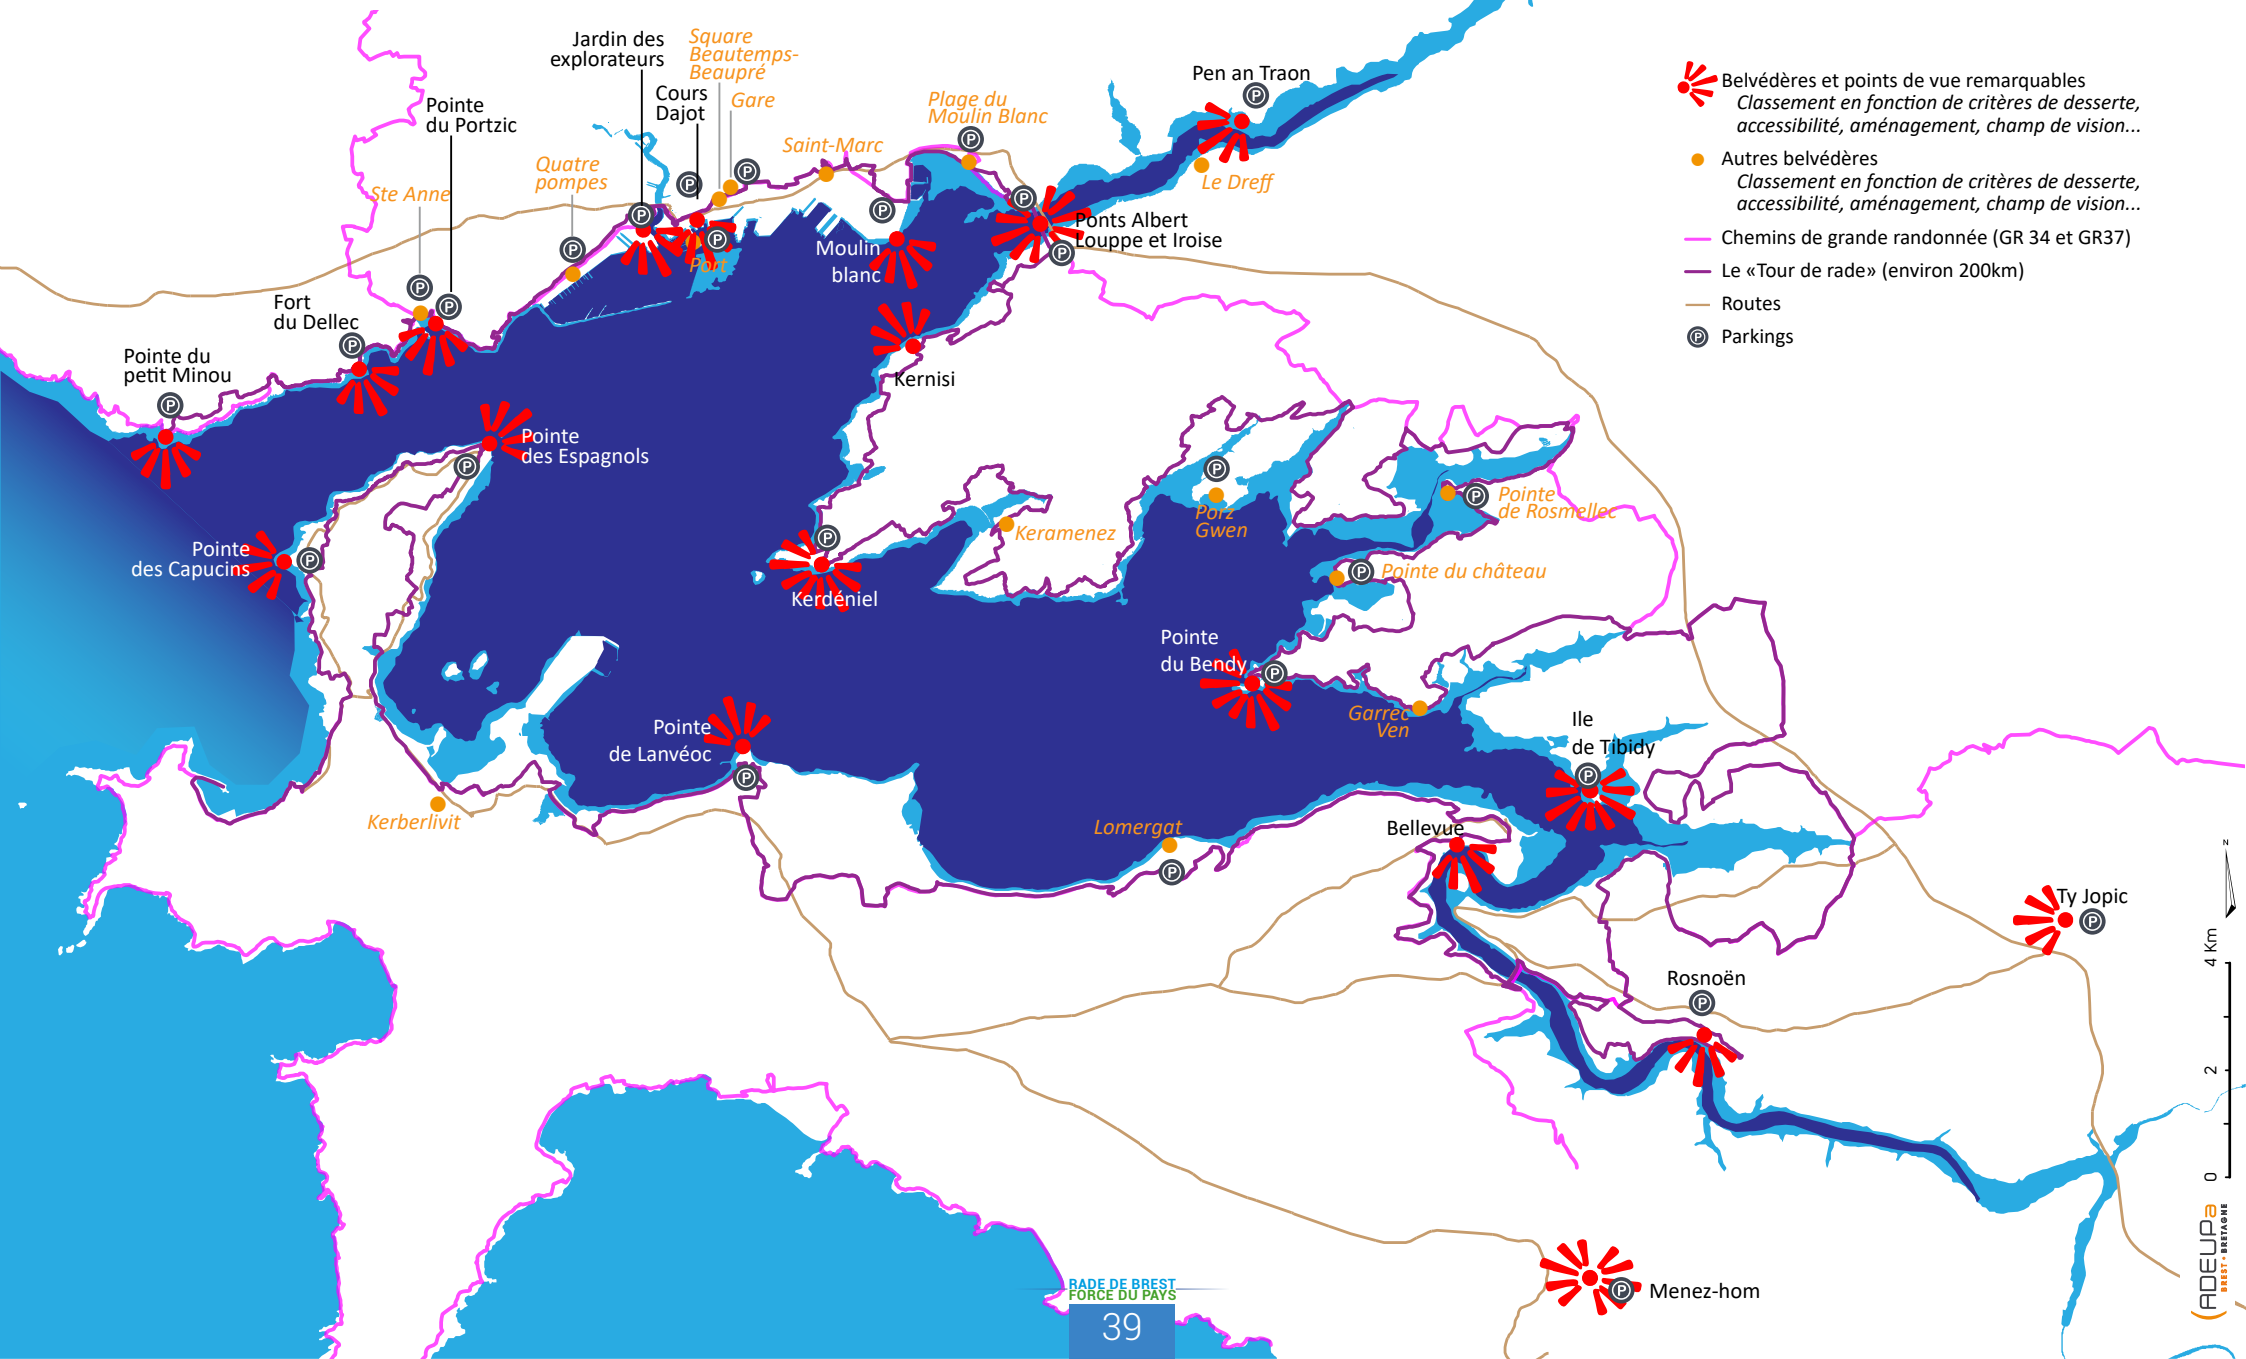 Jardin des
explorateurs
Square
Beautemps-
Beaupré
Cours
Dajot
Gare
Pointe
du Portzic
Quatre
pompes
Ste Anne
Saint-Marc
Plage du
Moulin Blanc
Pen an Traon
Le Dreff
Ponts Albert
Louppe et Iroise
Port
Moulin
blanc
Fort
du Dellec
Pointe du
petit Minou
Kernisi
Pointe
des Espagnols
Pointe
des Capucins
Kerdéniel
Keramenez
Porz
Gwen
Pointe
de Rosmellec
Pointe du château
Pointe
du Bendy
Garrec
Ven
Ile
de Tibidy
Pointe
de Lanvéoc
Kerberlivit
Lomergat
Bellevue
Ty Jopic
Rosnoën
Menez-hom
Belvédères et points de vue remarquables
Classement en fonction de critères de desserte,
accessibilité, aménagement, champ de vision...
Autres belvédères
Classement en fonction de critères de desserte,
accessibilité, aménagement, champ de vision...
Chemins de grande randonnée (GR 34 et GR37)
Le «Tour de rade» (environ 200km)
Routes
P Parkings
N
4 Km
2
0
ADEUPa
BREST • BRETAGNE
RADE DE BREST
FORCE DU PAYS
39